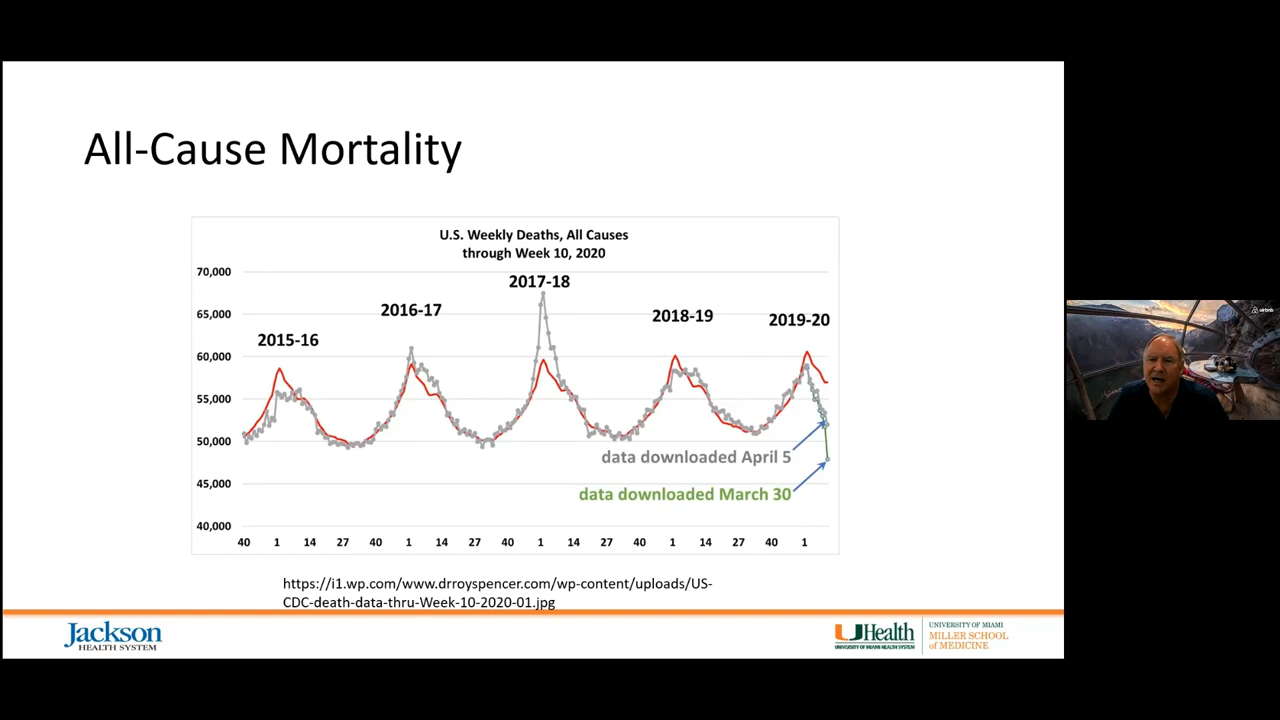 All-Cause Mortality
U.S. Weekly Deaths, All Causes
through Week 10, 2020
70,000
65,000
60,000
55,000
50,000
45,000
40,000
2015-16
2016-17
2017-18
2018-19
2019-20
data downloaded April 5
data downloaded March 30
40 1 14 27 40 1 14 27 40 1 14 27 40 1 14 27 40 1
https://i1.wp.com/www.drroyspencer.com/wp-content/uploads/US-
CDC-death-data-thru-Week-10-2020-01.jpg
Jackson
HEALTH SYSTEM
UHealth
UNIVERSITY OF MIAMI HEALTH SYSTEM
UNIVERSITY OF MIAMI
MILLER SCHOOL
of MEDICINE
airbnb